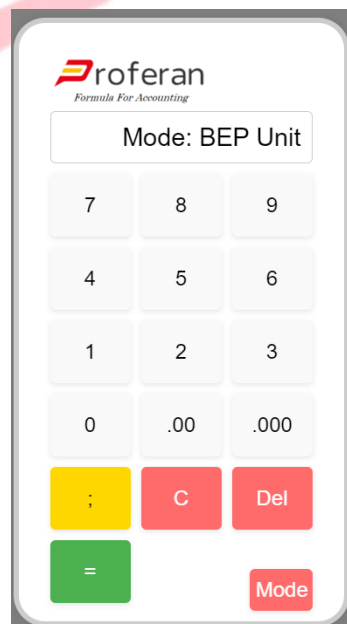 Proferan
Formula For Accounting
Mode: BEP Unit
7 8 9
4 5 6
1 2 3
0 .00 .000
; C Del
=
Mode